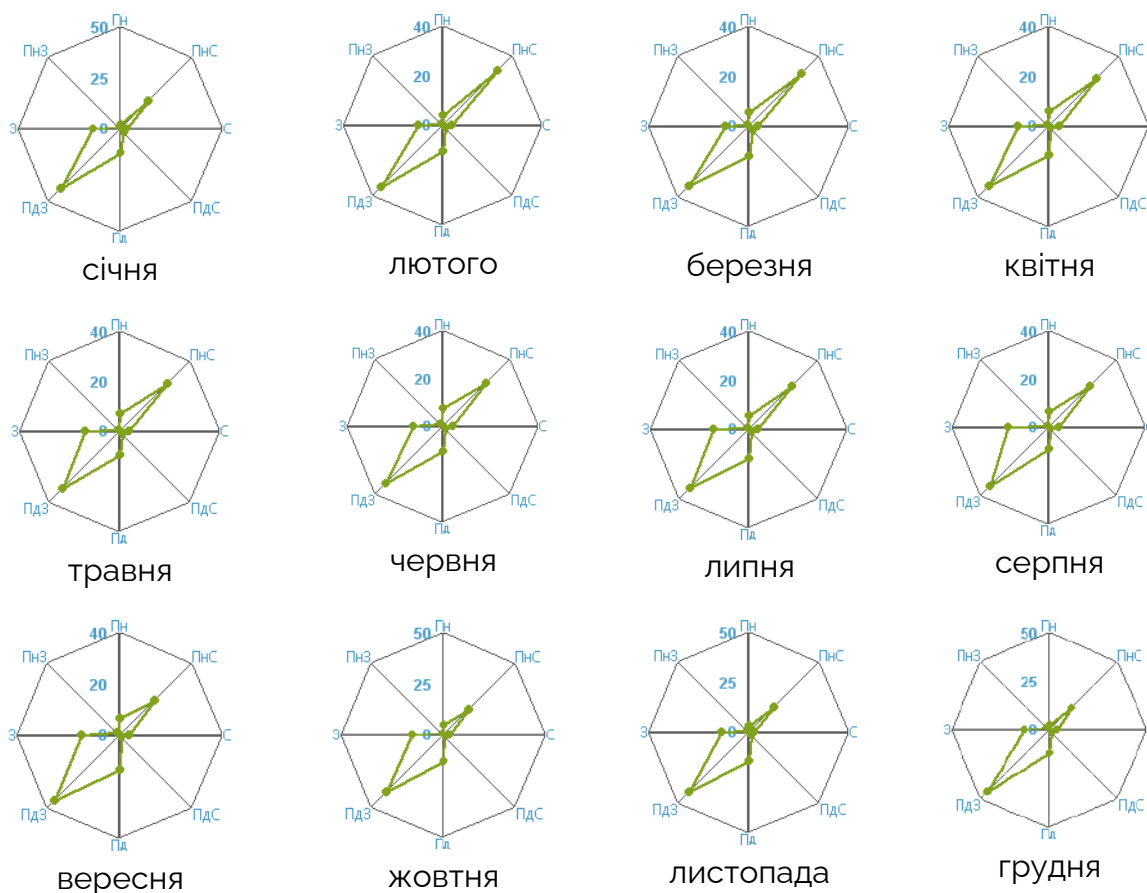 Пн
50
ПнЗ
ПнС
25
З
0
С
ПдЗ
ПдС
Пд
січня
Пн
40
ПнЗ
ПнС
20
З
0
С
ПдЗ
ПдС
Пд
лютого
Пн
40
ПнЗ
ПнС
20
З
0
С
ПдЗ
ПдС
Пд
березня
Пн
40
ПнЗ
ПнС
20
З
0
С
ПдЗ
ПдС
Пд
квітня
Пн
40
ПнЗ
ПнС
20
З
0
С
ПдЗ
ПдС
Пд
травня
Пн
40
ПнЗ
ПнС
20
З
0
С
ПдЗ
ПдС
Пд
червня
Пн
40
ПнЗ
ПнС
20
З
0
С
ПдЗ
ПдС
Пд
липня
Пн
40
ПнЗ
ПнС
20
З
0
С
ПдЗ
ПдС
Пд
серпня
Пн
40
ПнЗ
ПнС
20
З
0
С
ПдЗ
ПдС
Пд
вересня
Пн
50
ПнЗ
ПнС
25
З
0
С
ПдЗ
ПдС
Пд
жовтня
Пн
50
ПнЗ
ПнС
25
З
0
С
ПдЗ
ПдС
Пд
листопада
Пн
50
ПнЗ
ПнС
25
З
0
С
ПдЗ
ПдС
Пд
грудня